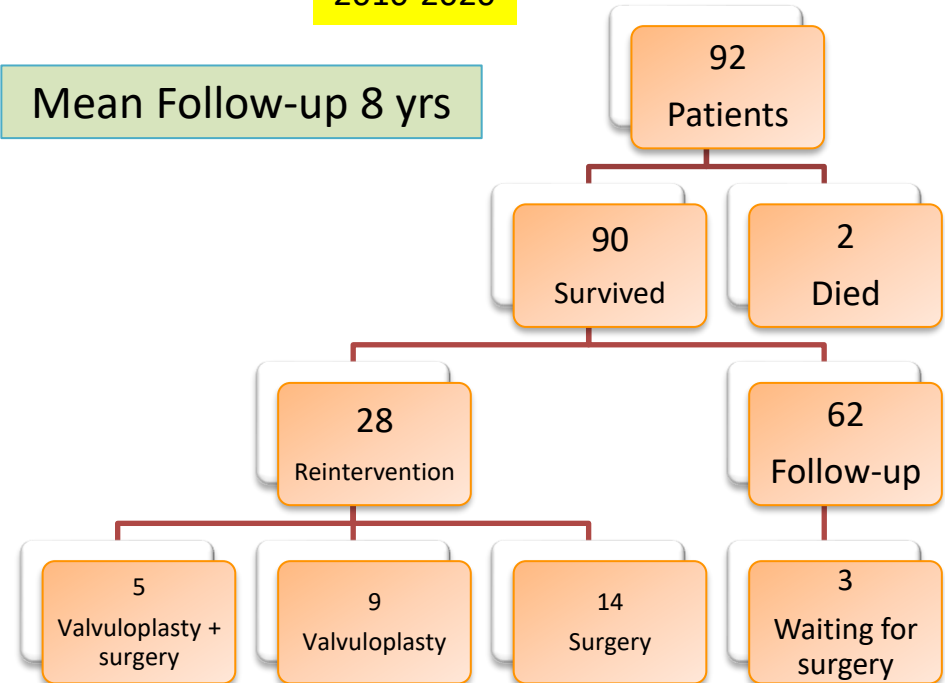 92
Patients
Mean Follow-up 8 yrs
90
Survived
2
Died
28
Reintervention
62
Follow-up
5
Valvuloplasty +
surgery
9
Valvuloplasty
14
Surgery
3
Waiting for
surgery